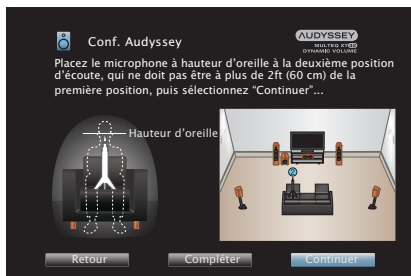 Conf. Audyssey
AUDYSSEY
MULTEQ XT32
DYNAMIC VOLUME
Placez le microphone à hauteur d'oreille à la deuxième position
d'écoute, qui ne doit pas être à plus de 2ft (60 cm) de la
première position, puis sélectionnez “Continuer”...
Hauteur d'oreille
2
Retour
Compléter
Continuer